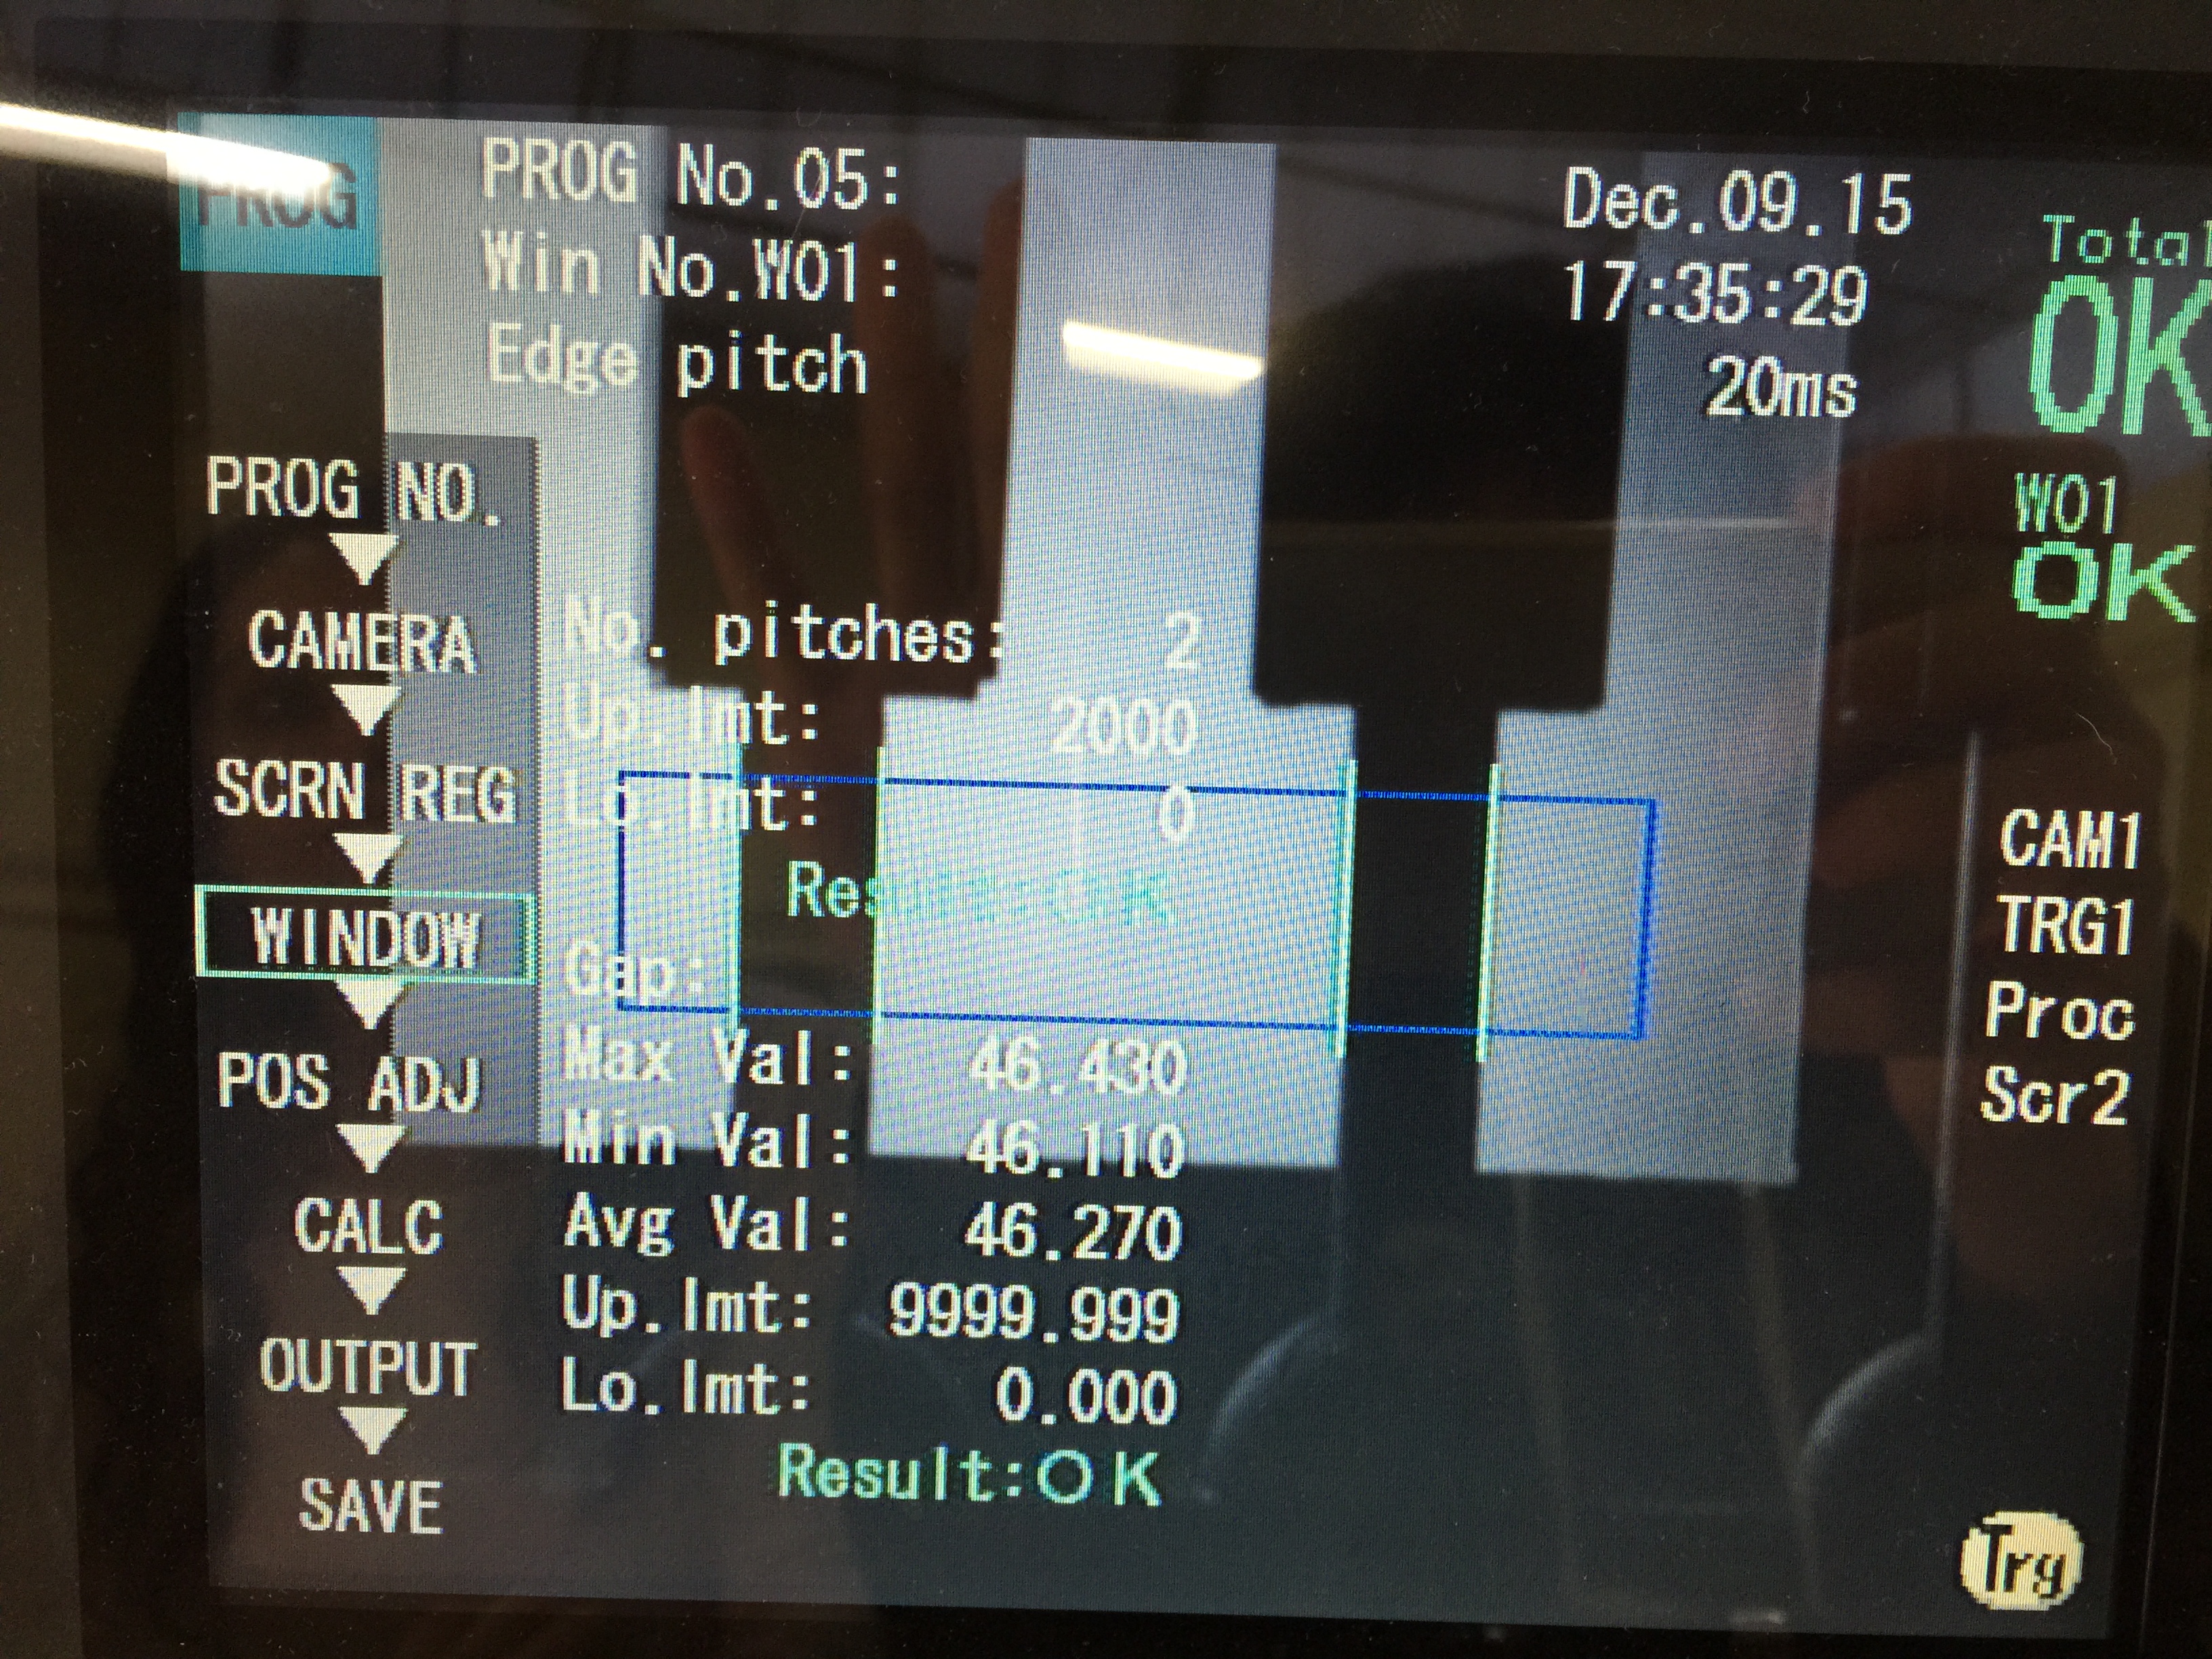 PROG
PROG No.05:
Win No.W01:
Edge pitch
Dec.09.15
17:35:29
20ms
Total
OK
W01
OK
PROG NO.
CAMERA
SCRN REG
WINDOW
POS ADJ
CALC
OUTPUT
SAVE
No. pitches: 2
Up.lmt: 2000
Lo.lmt: 0
Result:OK
Gap:
Max Val: 46.430
Min Val: 46.110
Avg Val: 46.270
Up.lmt: 9999.999
Lo.lmt: 0.000
Result:OK
CAM1
TRG1
Proc
Scr2
Trg